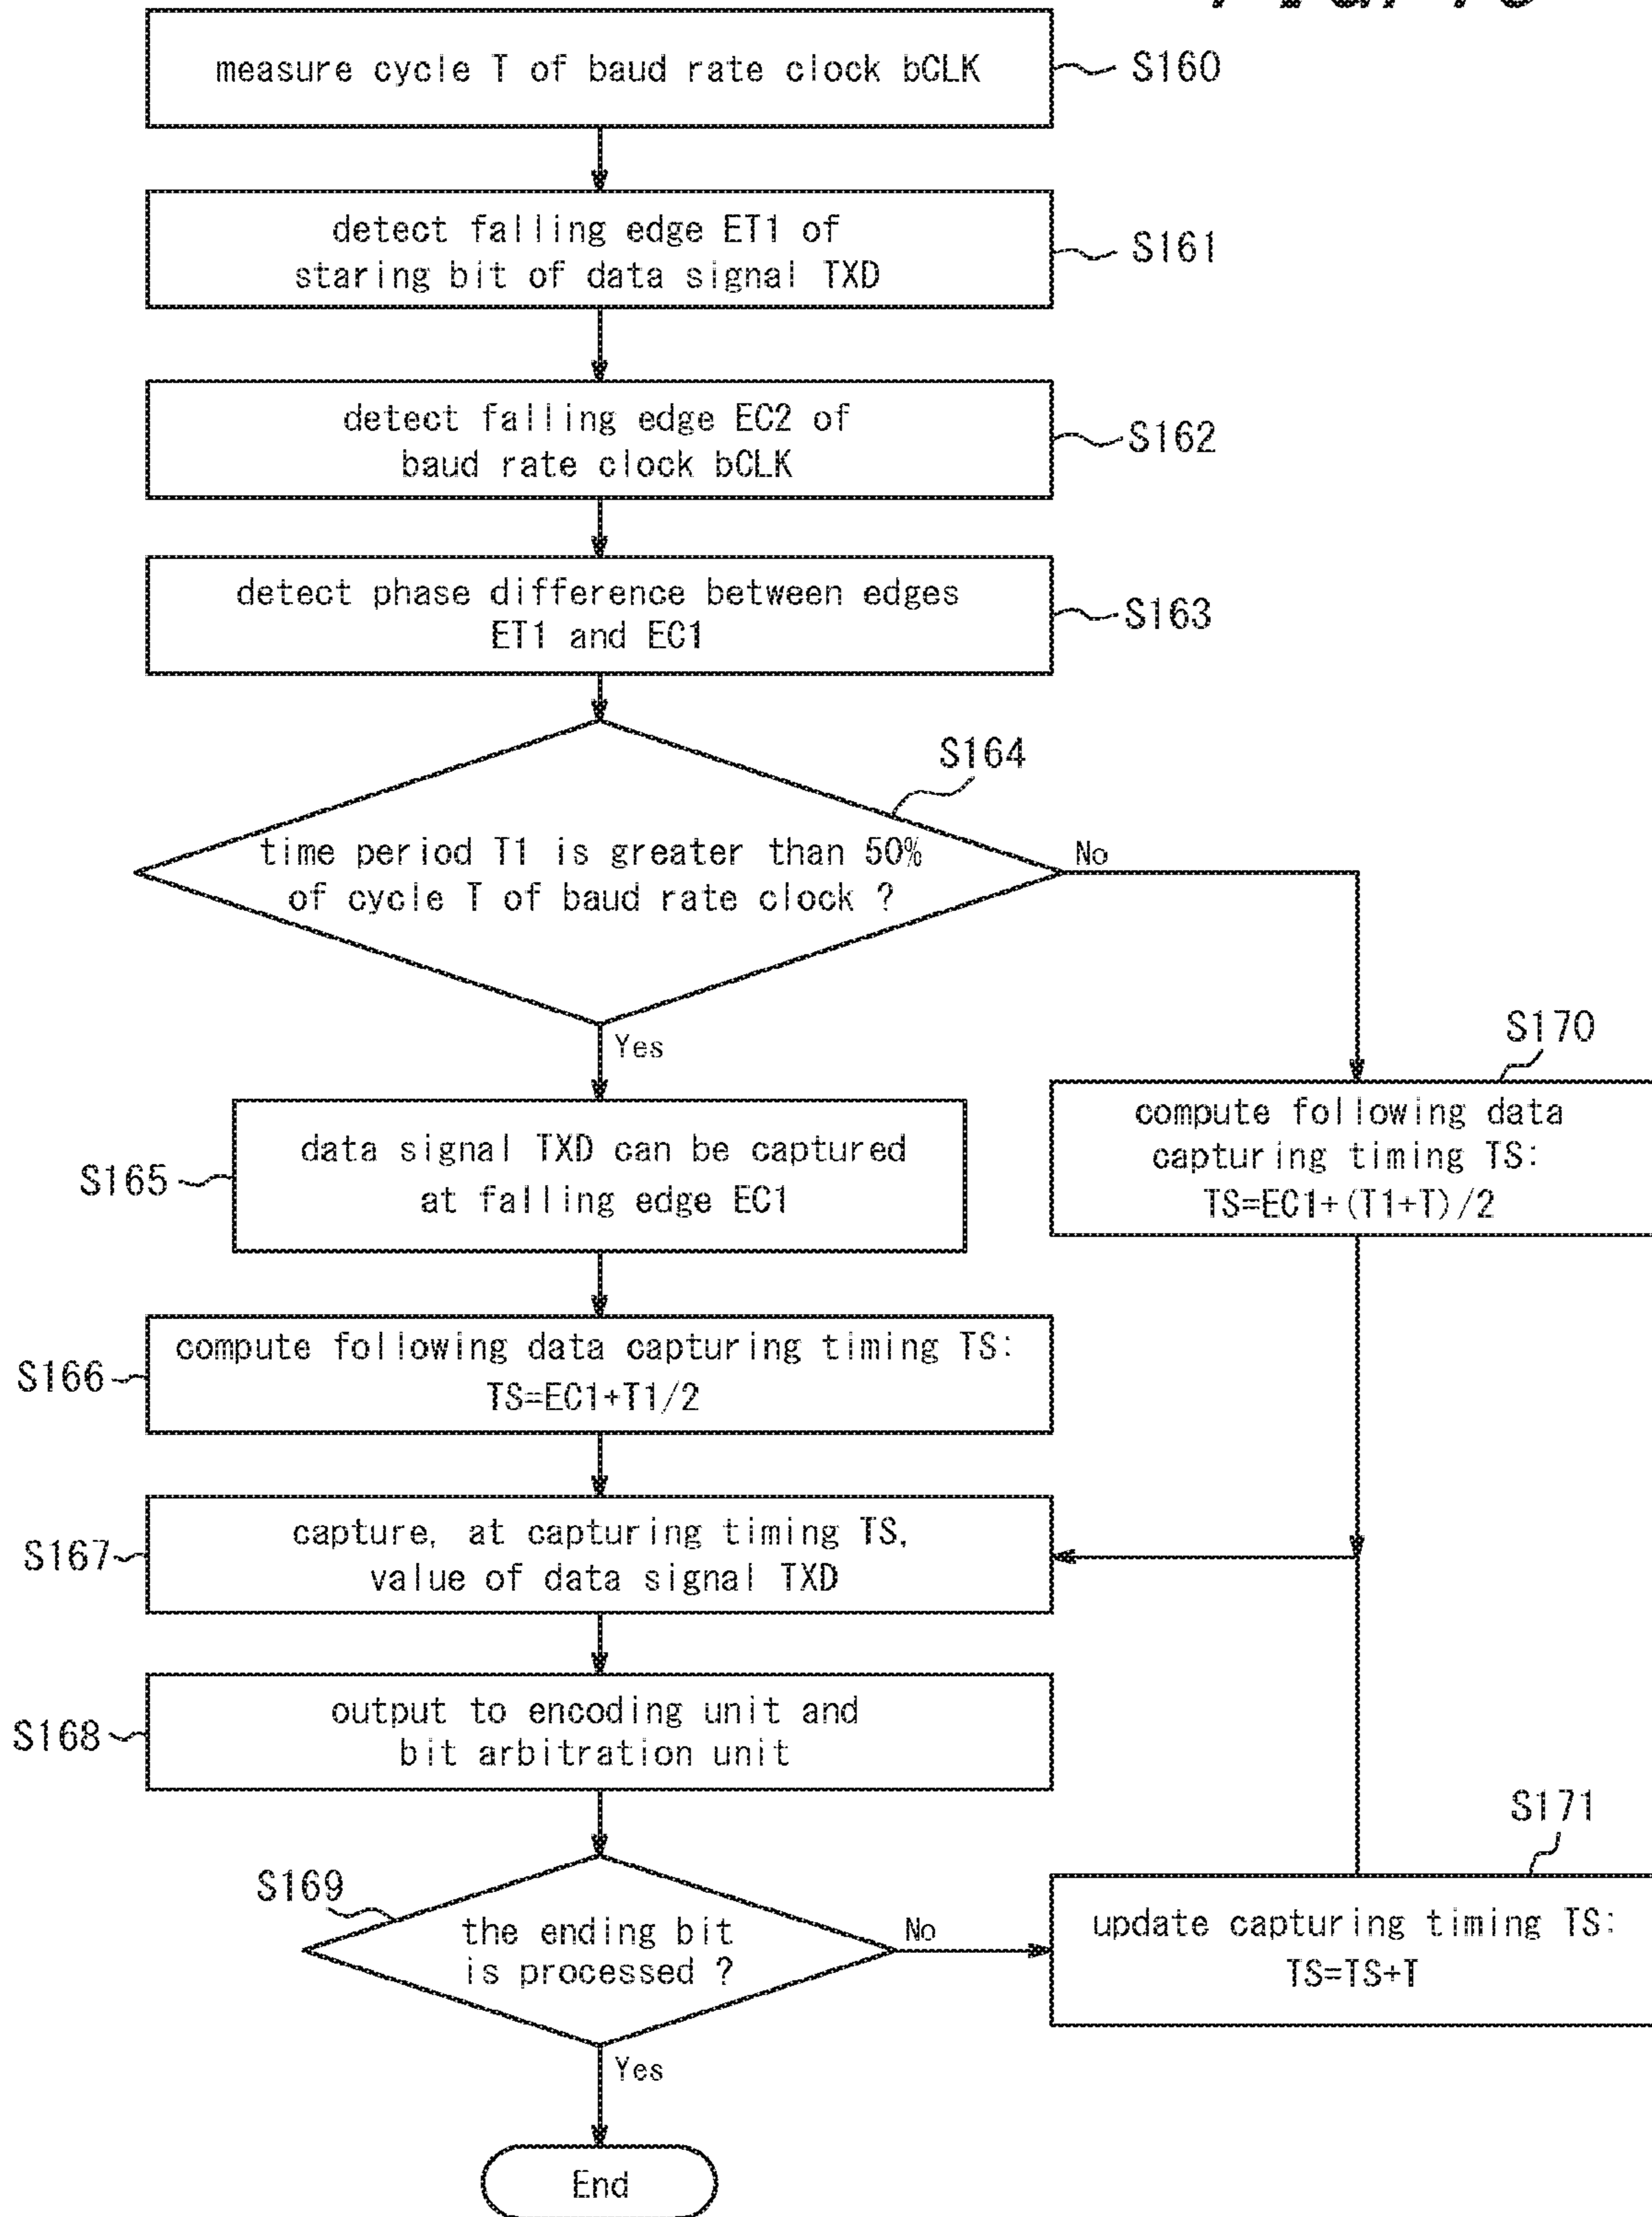 measure cycle T of baud rate clock bCLK
S160
detect falling edge ET1 of
staring bit of data signal TXD
S161
detect falling edge EC2 of
baud rate clock bCLK
S162
detect phase difference between edges
ET1 and EC1
S163
S164
time period T1 is greater than 50%
of cycle T of baud rate clock ?
No
Yes
S170
compute following data
capturing timing TS:
TS=EC1+(T1+T)/2
S165
data signal TXD can be captured
at falling edge EC1
S166
compute following data capturing timing TS:
TS=EC1+T1/2
S167
capture, at capturing timing TS,
value of data signal TXD
S168
output to encoding unit and
bit arbitration unit
S169
the ending bit
is processed ?
No
S171
update capturing timing TS:
TS=TS+T
Yes
End